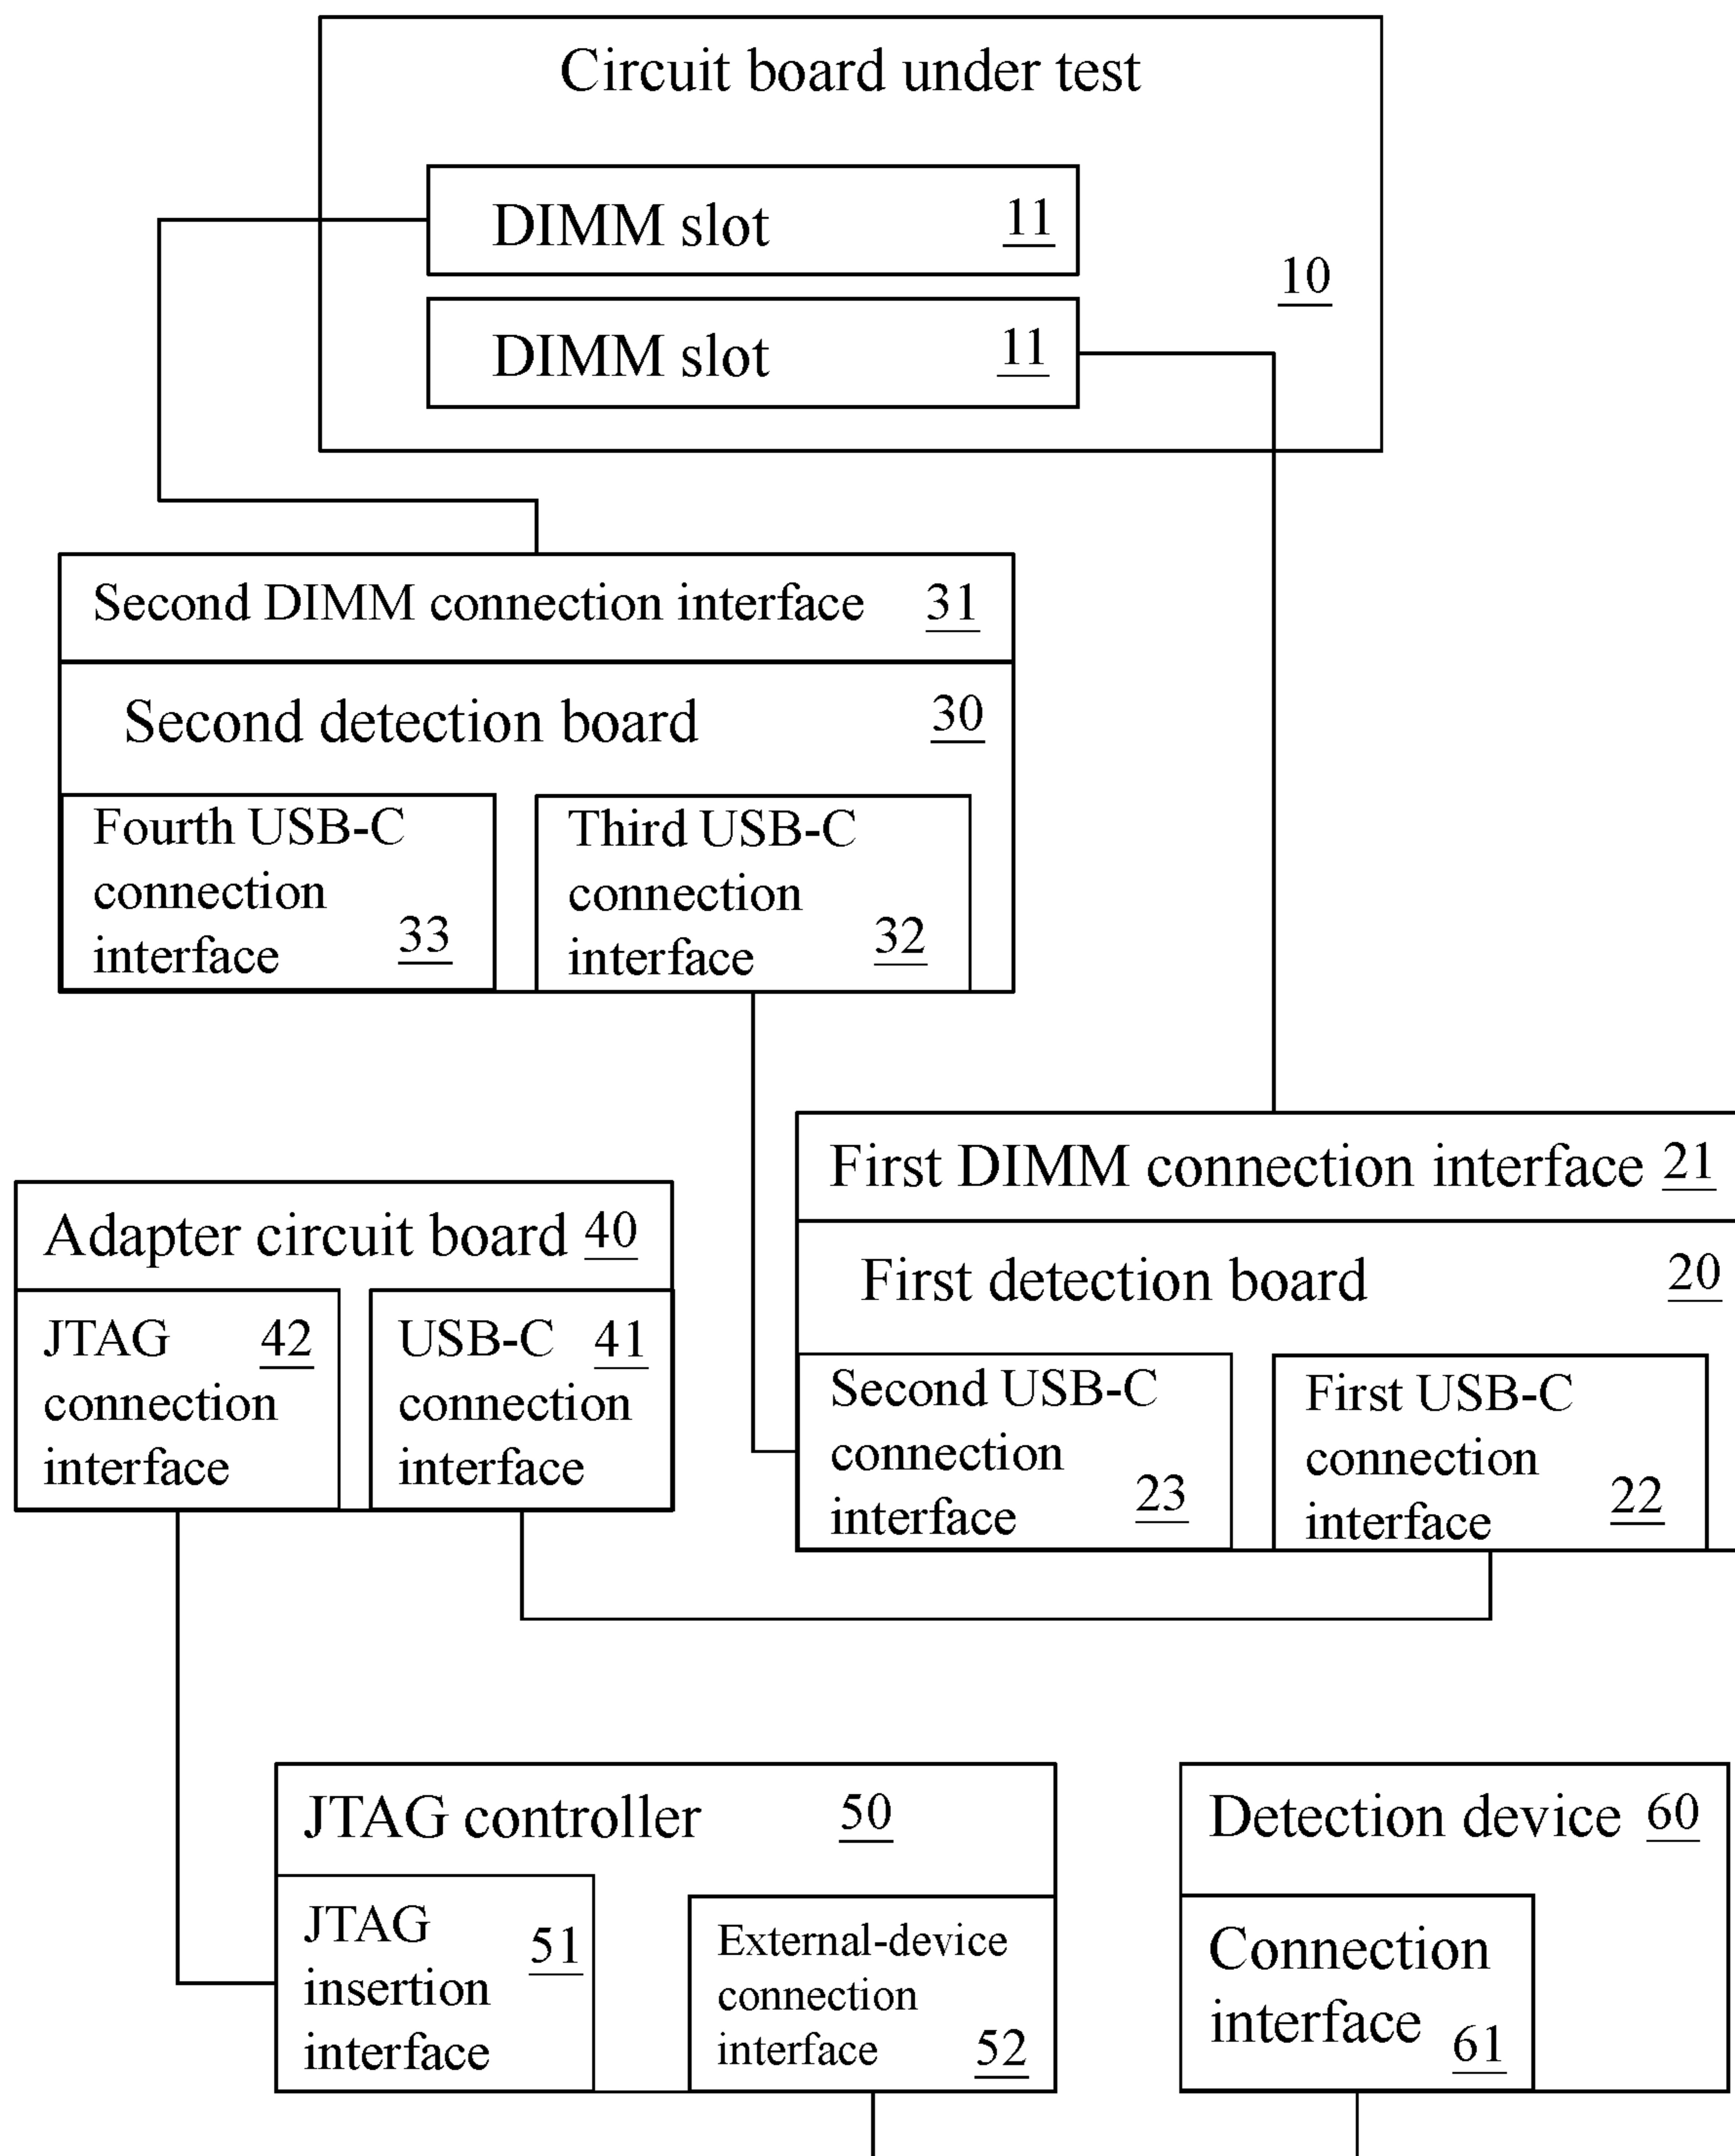 Circuit board under test
DIMM slot 11
10
DIMM slot 11
Second DIMM connection interface 31
Second detection board 30
Fourth USB-C
connection
interface 33
Third USB-C
connection
interface 32
First DIMM connection interface 21
First detection board 20
Second USB-C
connection
interface 23
First USB-C
connection
interface 22
Adapter circuit board 40
JTAG 42
connection
interface
USB-C 41
connection
interface
JTAG controller 50
JTAG 51
insertion
interface
External-device
connection
interface 52
Detection device 60
Connection
interface 61